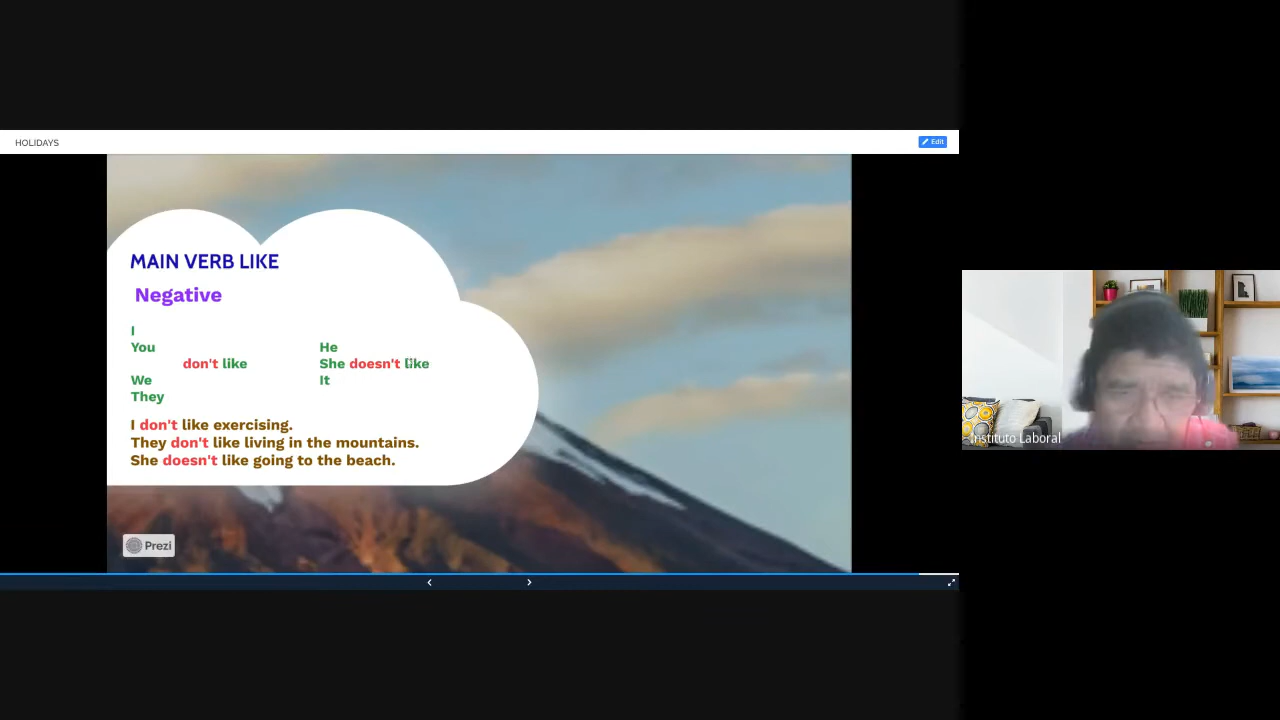 HOLIDAYS
Edit
MAIN VERB LIKE
Negative
I
You
don't like
We
They
He
She doesn't like
It
I don't like exercising.
They don't like living in the mountains.
She doesn't like going to the beach.
Prezi
Instituto Laboral